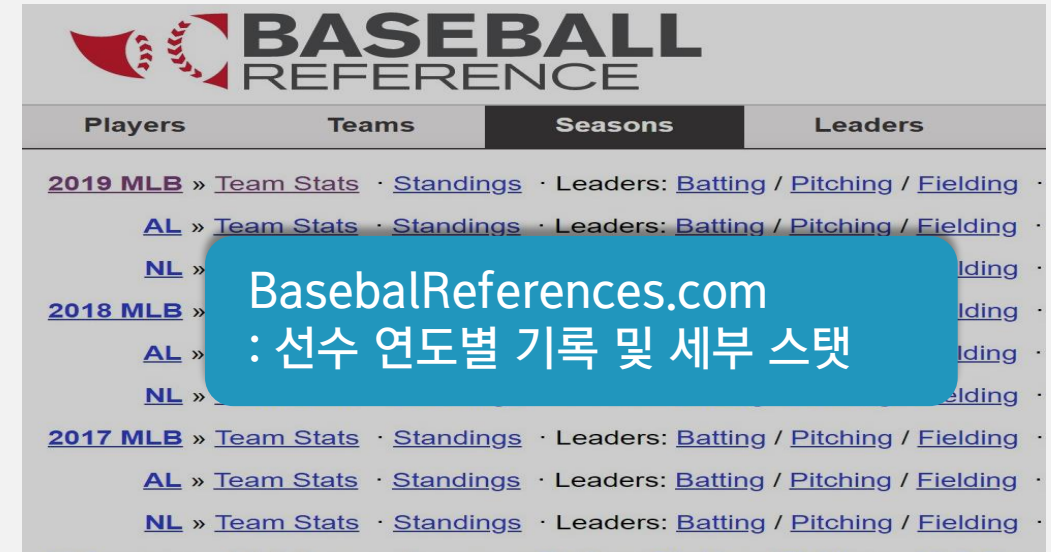 BASEBALL
REFERENCE
Players Teams Seasons Leaders
2019 MLB » Team Stats · Standings · Leaders: Batting / Pitching / Fielding ·
AL » Team Stats · Standings · Leaders: Batting / Pitching / Fielding ·
NL » lding ·
BasebalReferences.com
2018 MLB » lding ·
: 선수 연도별 기록 및 세부 스탯
AL » lding ·
NL » elding ·
2017 MLB » Team Stats · Standings · Leaders: Batting / Pitching / Fielding ·
AL » Team Stats · Standings · Leaders: Batting / Pitching / Fielding ·
NL » Team Stats · Standings · Leaders: Batting / Pitching / Fielding ·